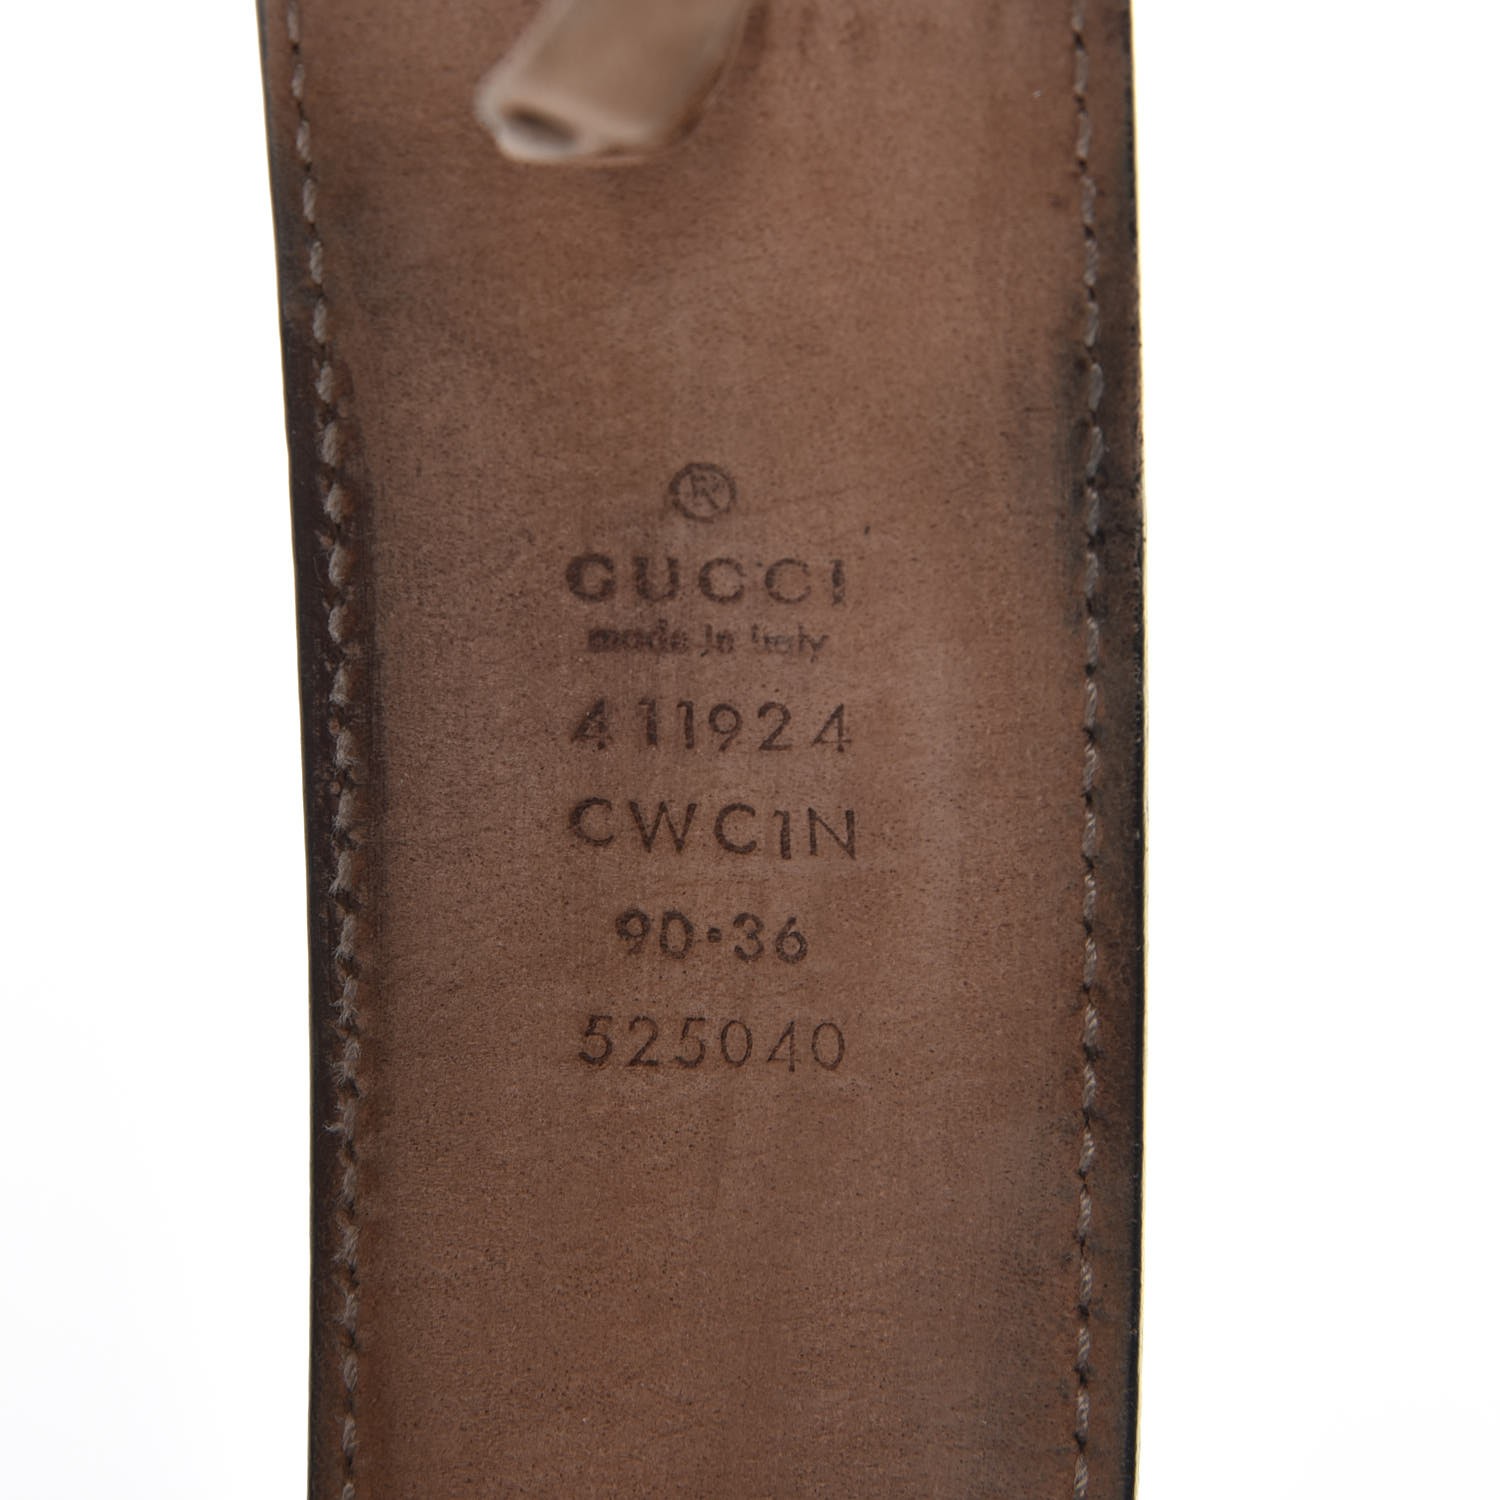 ®
GUCCI
made in Italy
411924
CWC1N
90·36
525040